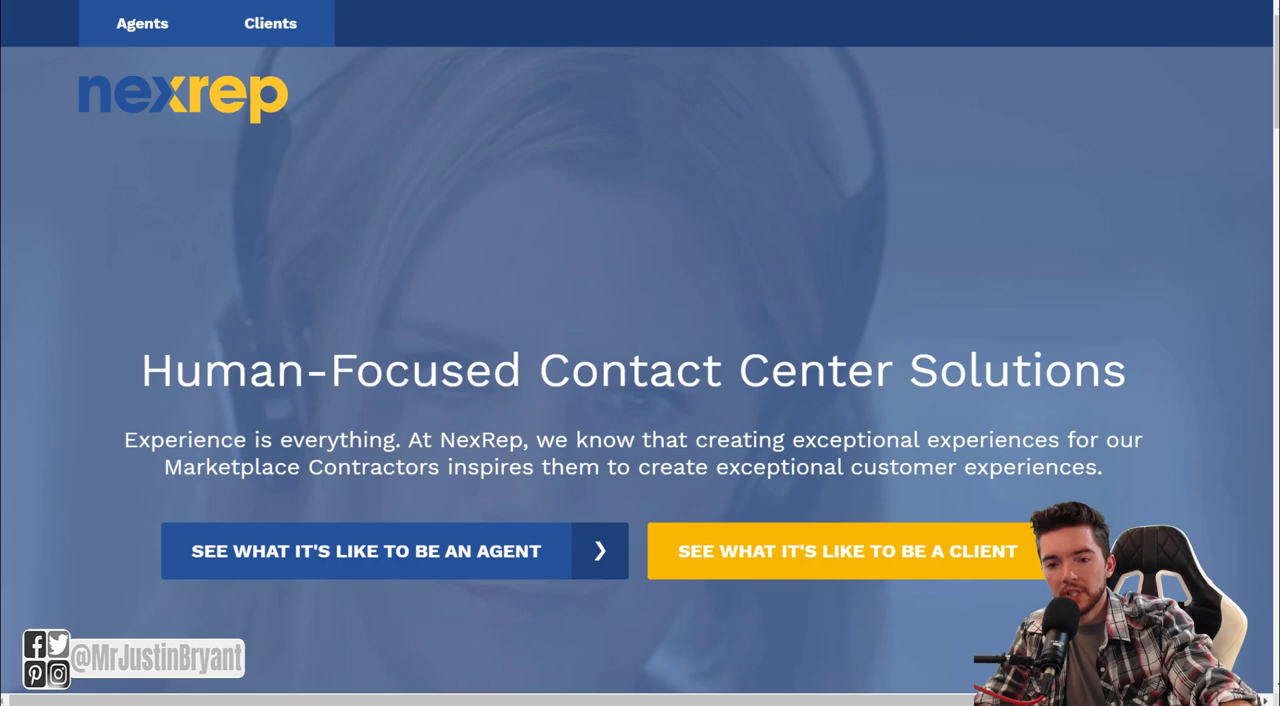 Agents
Clients
nexrep
Human-Focused Contact Center Solutions
Experience is everything. At NexRep, we know that creating exceptional experiences for our
Marketplace Contractors inspires them to create exceptional customer experiences.
SEE WHAT IT'S LIKE TO BE AN AGENT
SEE WHAT IT'S LIKE TO BE A CLIENT
@MrJustinBryant